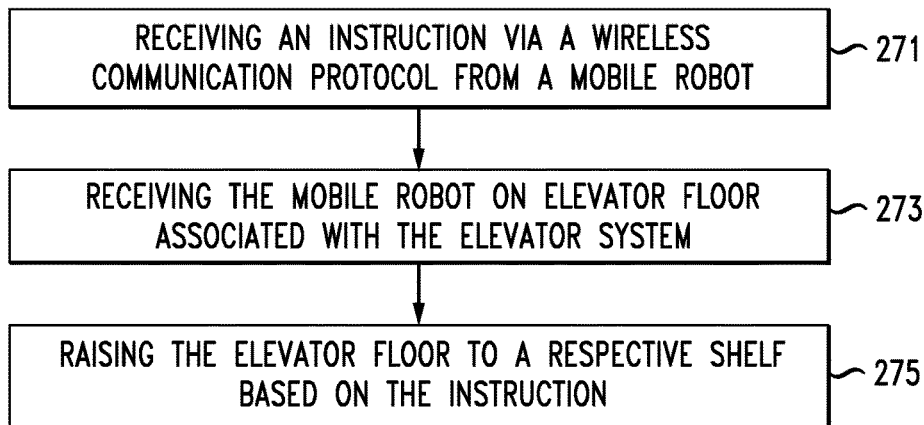 RECEIVING AN INSTRUCTION VIA A WIRELESS
COMMUNICATION PROTOCOL FROM A MOBILE ROBOT
271
RECEIVING THE MOBILE ROBOT ON ELEVATOR FLOOR
ASSOCIATED WITH THE ELEVATOR SYSTEM
273
RAISING THE ELEVATOR FLOOR TO A RESPECTIVE SHELF
BASED ON THE INSTRUCTION
275